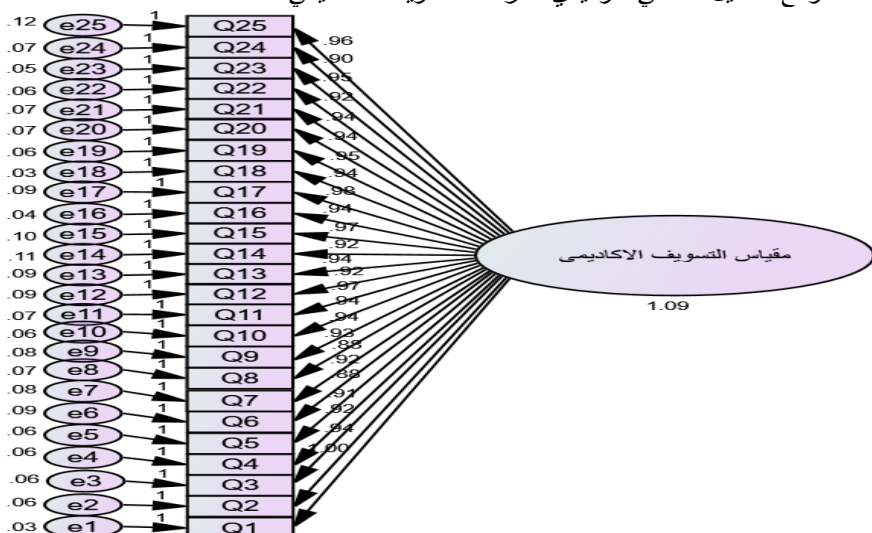 .12 e25 1 Q25 .96
.07 e24 1 Q24 .90
.05 e23 1 Q23 .95
.06 e22 1 Q22 .92
.07 e21 1 Q21 .94
.07 e20 1 Q20 .94
.06 e19 1 Q19 .95
.03 e18 1 Q18 .94
.09 e17 1 Q17 .98
.04 e16 1 Q16 .94
.10 e15 1 Q15 .97
.11 e14 1 Q14 .92
.09 e13 1 Q13 .94
.09 e12 1 Q12 .92
.07 e11 1 Q11 .97
.06 e10 1 Q10 .94
.08 e9 1 Q9 .94
.07 e8 1 Q8 .93
.08 e7 1 Q7 .88
.09 e6 1 Q6 .92
.06 e5 1 Q5 .88
.06 e4 1 Q4 .91
.06 e3 1 Q3 .92
.06 e2 1 Q2 .94
.03 e1 1 Q1 1.00
مقياس التسويف الاكاديمى
1.09